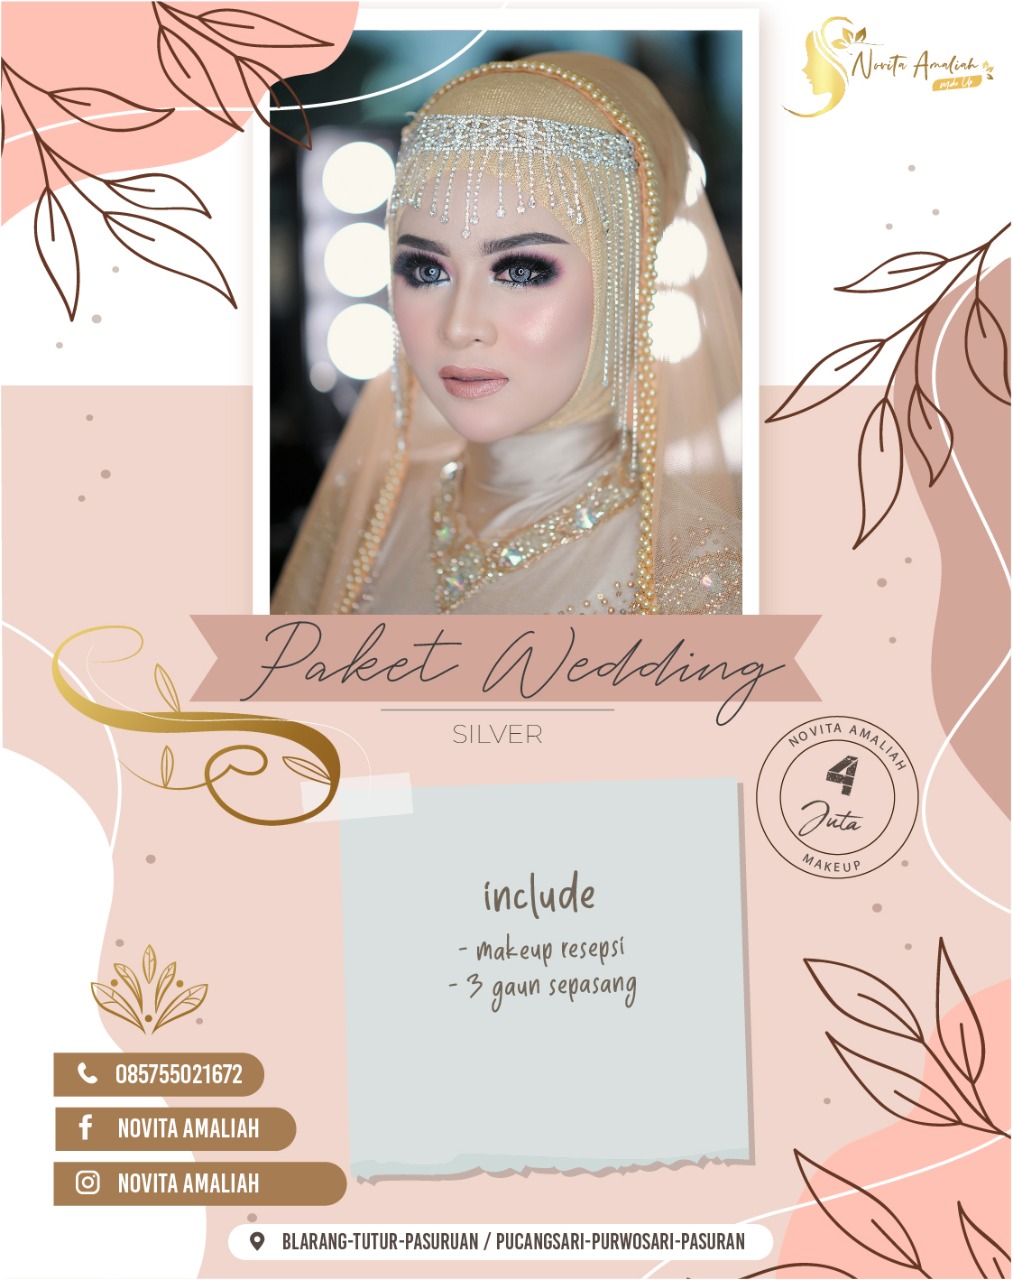 Novita Amaliah
Make Up
Paket Wedding
SILVER
NOVITA AMALIAH
4
Juta
MAKEUP
include
- makeup resepsi
- 3 gaun sepasang
085755021672
NOVITA AMALIAH
NOVITA AMALIAH
BLARANG-TUTUR-PASURUAN / PUCANGSARI-PURWOSARI-PASURAN